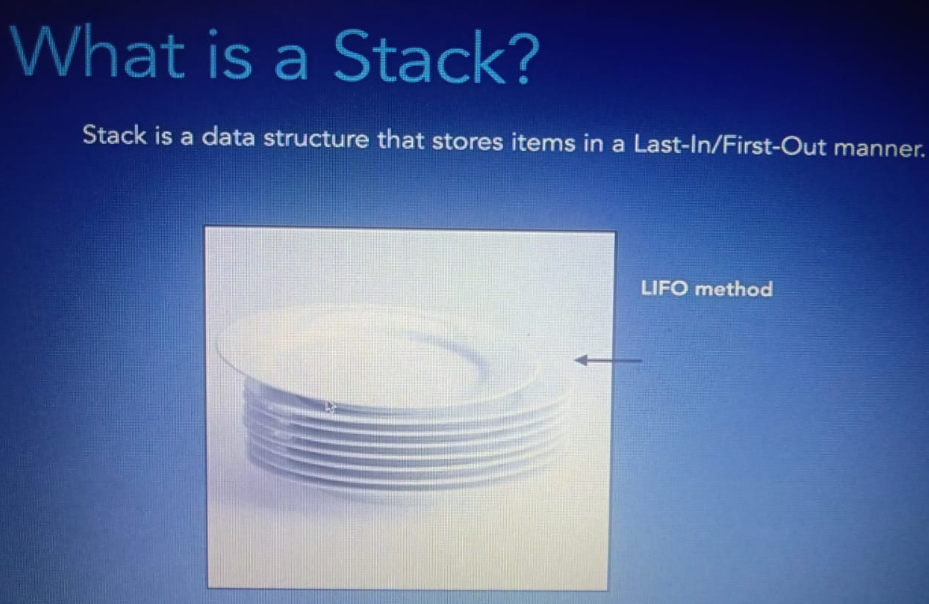 What is a Stack?
Stack is a data structure that stores items in a Last-In/First-Out manner.
LIFO method